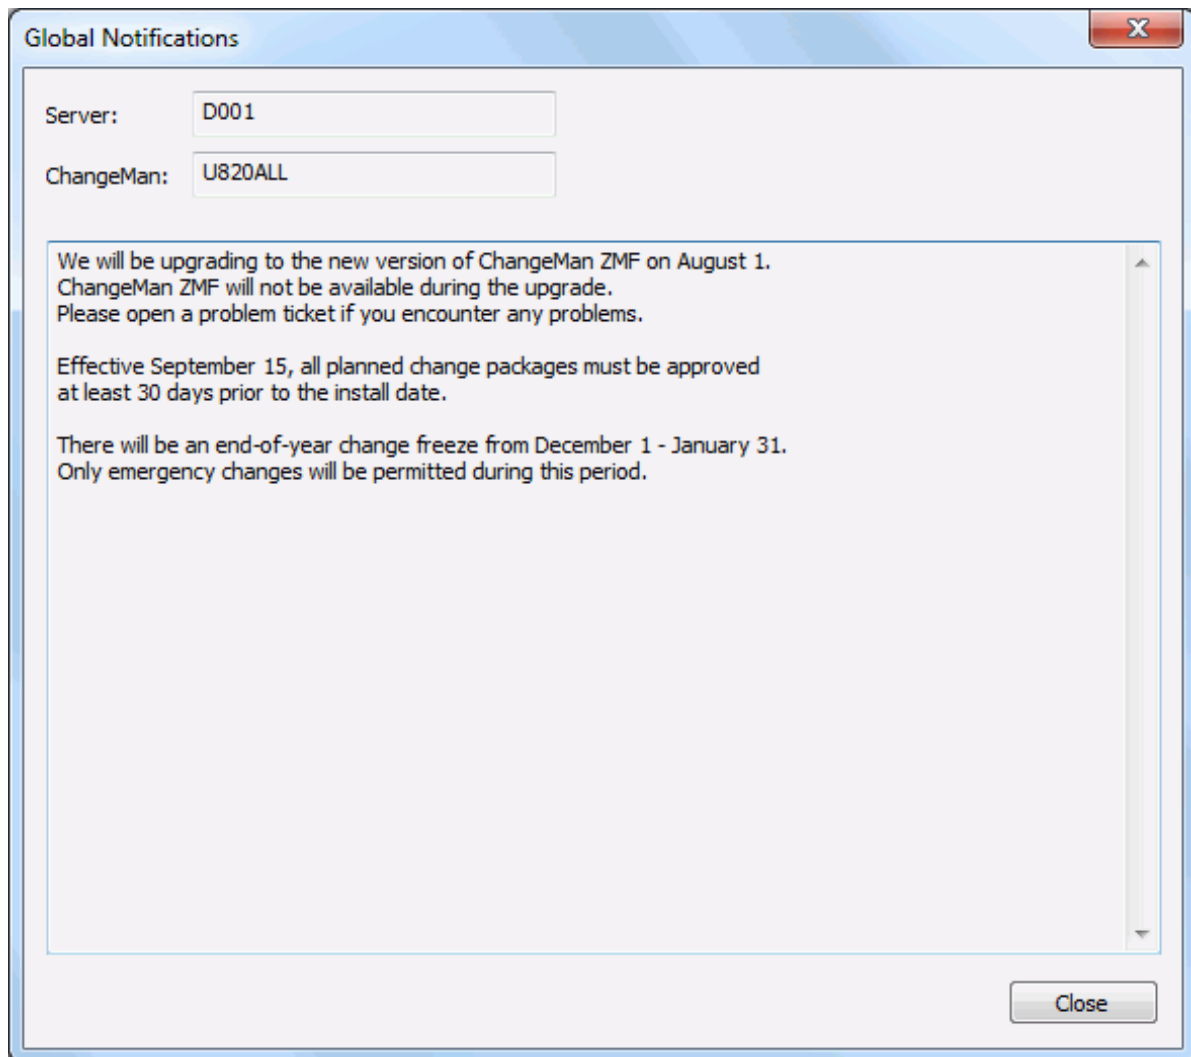 Global Notifications
Server: D001
ChangeMan: U820ALL
We will be upgrading to the new version of ChangeMan ZMF on August 1.
ChangeMan ZMF will not be available during the upgrade.
Please open a problem ticket if you encounter any problems.
Effective September 15, all planned change packages must be approved
at least 30 days prior to the install date.
There will be an end-of-year change freeze from December 1 - January 31.
Only emergency changes will be permitted during this period.
Close